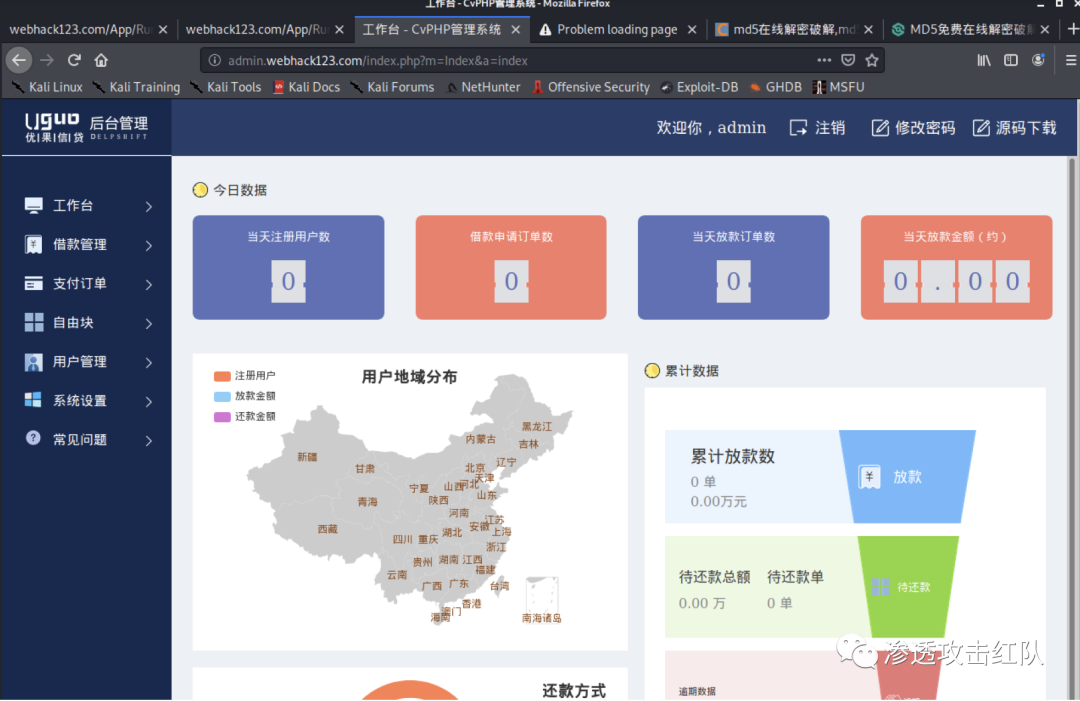 工作台 - CvPHP管理系统 - Mozilla Firefox
webhack123.com/App/Ru
webhack123.com/App/Ru
工作台 - CvPHP管理系统
Problem loading page
md5在线解密破解,md
MD5免费在线解密破解
admin.webhack123.com/index.php?m=Index&a=index
Kali Linux
Kali Training
Kali Tools
Kali Docs
Kali Forums
NetHunter
Offensive Security
Exploit-DB
GHDB
MSFU
优|果|信|贷
后台管理
DELPSHIFT
欢迎你，admin
注销
修改密码
源码下载
工作台
借款管理
支付订单
自由块
用户管理
系统设置
常见问题
今日数据
当天注册用户数
0
借款申请订单数
0
当天放款订单数
0
当天放款金额（约）
0.00
注册用户
放款金额
还款金额
用户地域分布
黑龙江
内蒙古
吉林
新疆
辽宁
甘肃
北京
天津
宁夏
山西
河北
山东
青海
陕西
河南
江苏
西藏
安徽
上海
湖北
四川
重庆
浙江
贵州
湖南
江西
福建
云南
广西
广东
台湾
香港
澳门
海南
南海诸岛
累计数据
累计放款数
0 单
0.00万元
放款
待还款总额
待还款单
0.00 万
0 单
待还款
逾期数据
还款方式
渗透攻击红队